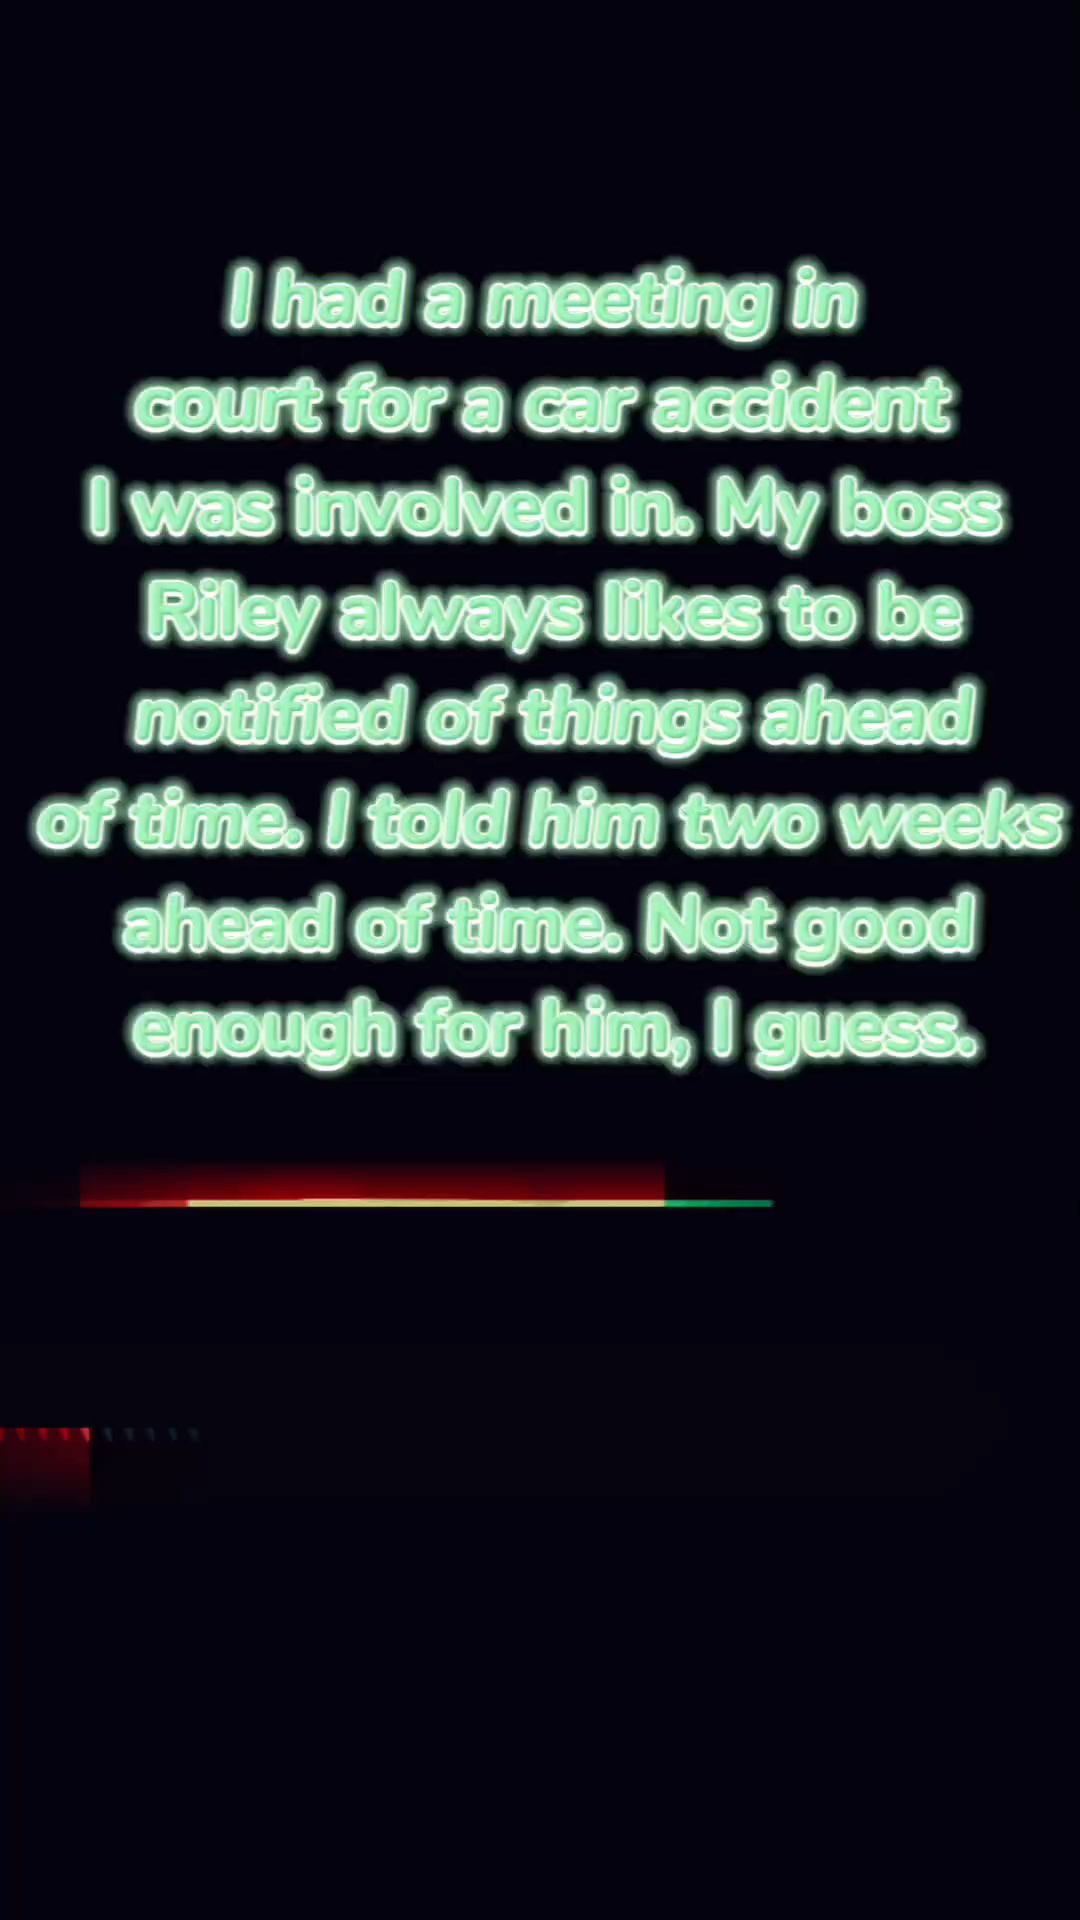 I had a meeting in
court for a car accident
I was involved in. My boss
Riley always likes to be
notified of things ahead
of time. I told him two weeks
ahead of time. Not good
enough for him, I guess.